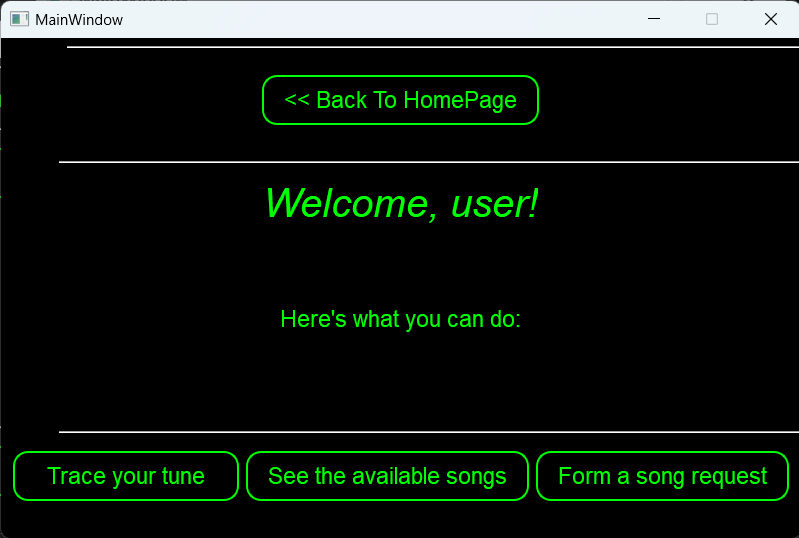 MainWindow
<< Back To HomePage
Welcome, user!
Here's what you can do:
Trace your tune
See the available songs
Form a song request